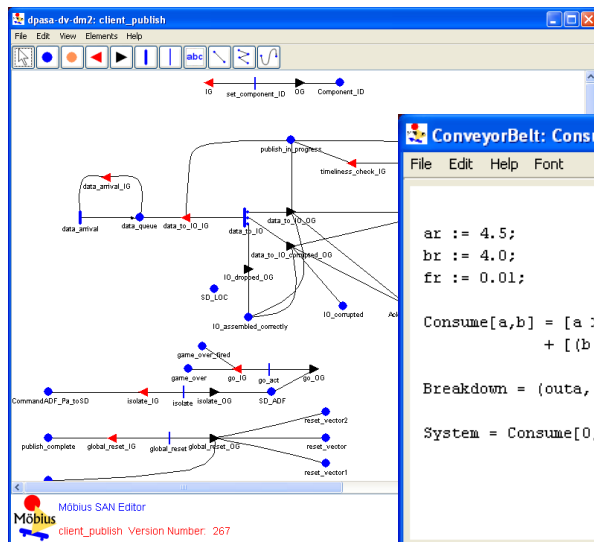 dpasa-dv-dm2: client_publish
File Edit View Elements Help
abc
IG set_component_ID OG Component_ID
publish_in_progress
timeliness_check_IG
data_arrival_IG
data_arrival data_queue data_to_IO_IG data_to_IO data_to_IO_OG
data_to_IO_corrupted_OG
IO_dropped_OG
SD_LOC
IO_assembled_correctly IO_corrupted
game_over_fired
game_over go_IG go_act go_OG
CommandADF_Pa_toSD isolate_IG isolate isolate_OG SD_ADF
reset_vector2
publish_complete global_reset_IG global_reset global_reset_OG reset_vector
reset_vector1
Möbius
Möbius SAN Editor
client_publish Version Number: 267
ConveyorBelt: Consu
File Edit Help Font
ar := 4.5;
br := 4.0;
fr := 0.01;
Consume[a,b] = [a >
+ [(b
Breakdown = (outa,
System = Consume[0,